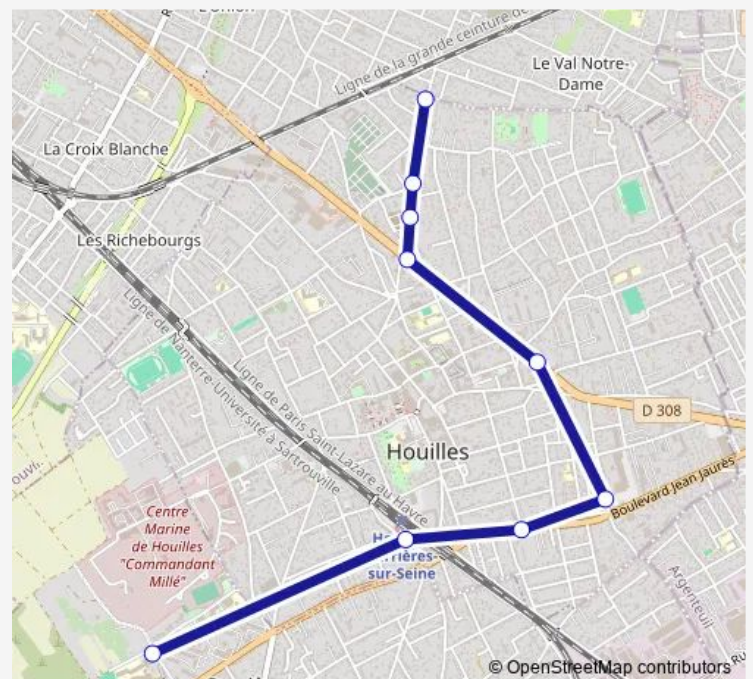 Ligne de la grande ceinture de
Le Val Notre-
Dame
La Croix Blanche
Les Richebourgs
Ligne de Nanterre-Université à Sartrouville
Ligne de Paris Saint-Lazare au Havre
D 308
Houilles
Boulevard Jean Jaurès
Centre
Marine
de Houilles
"Commandant
Millé"
sur-Seine
Argenteuil
© OpenStreetMap contributors